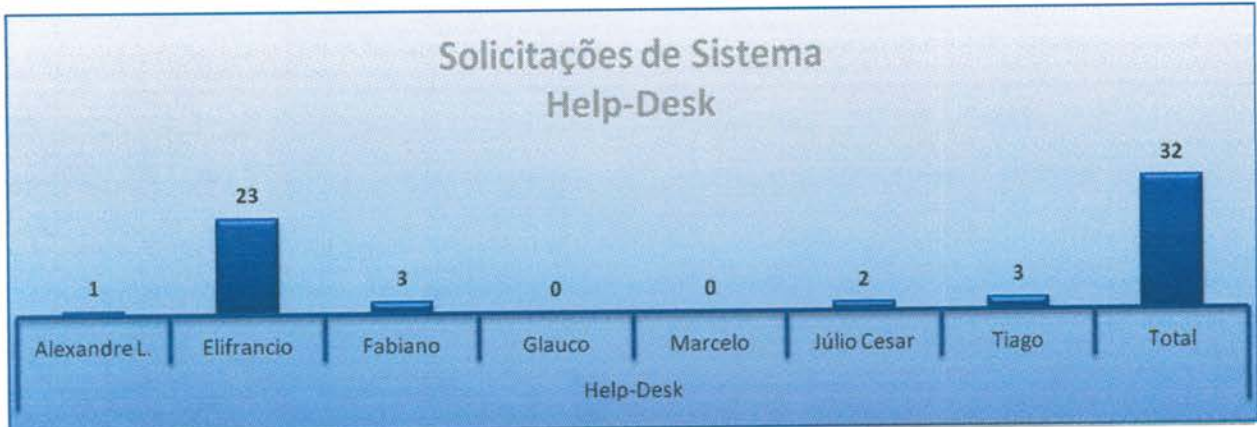 Solicitações de Sistema
Help-Desk
1
23
3
0
0
2
3
32
Alexandre L.
Elifrancio
Fabiano
Glauco
Marcelo
Júlio Cesar
Tiago
Total
Help-Desk